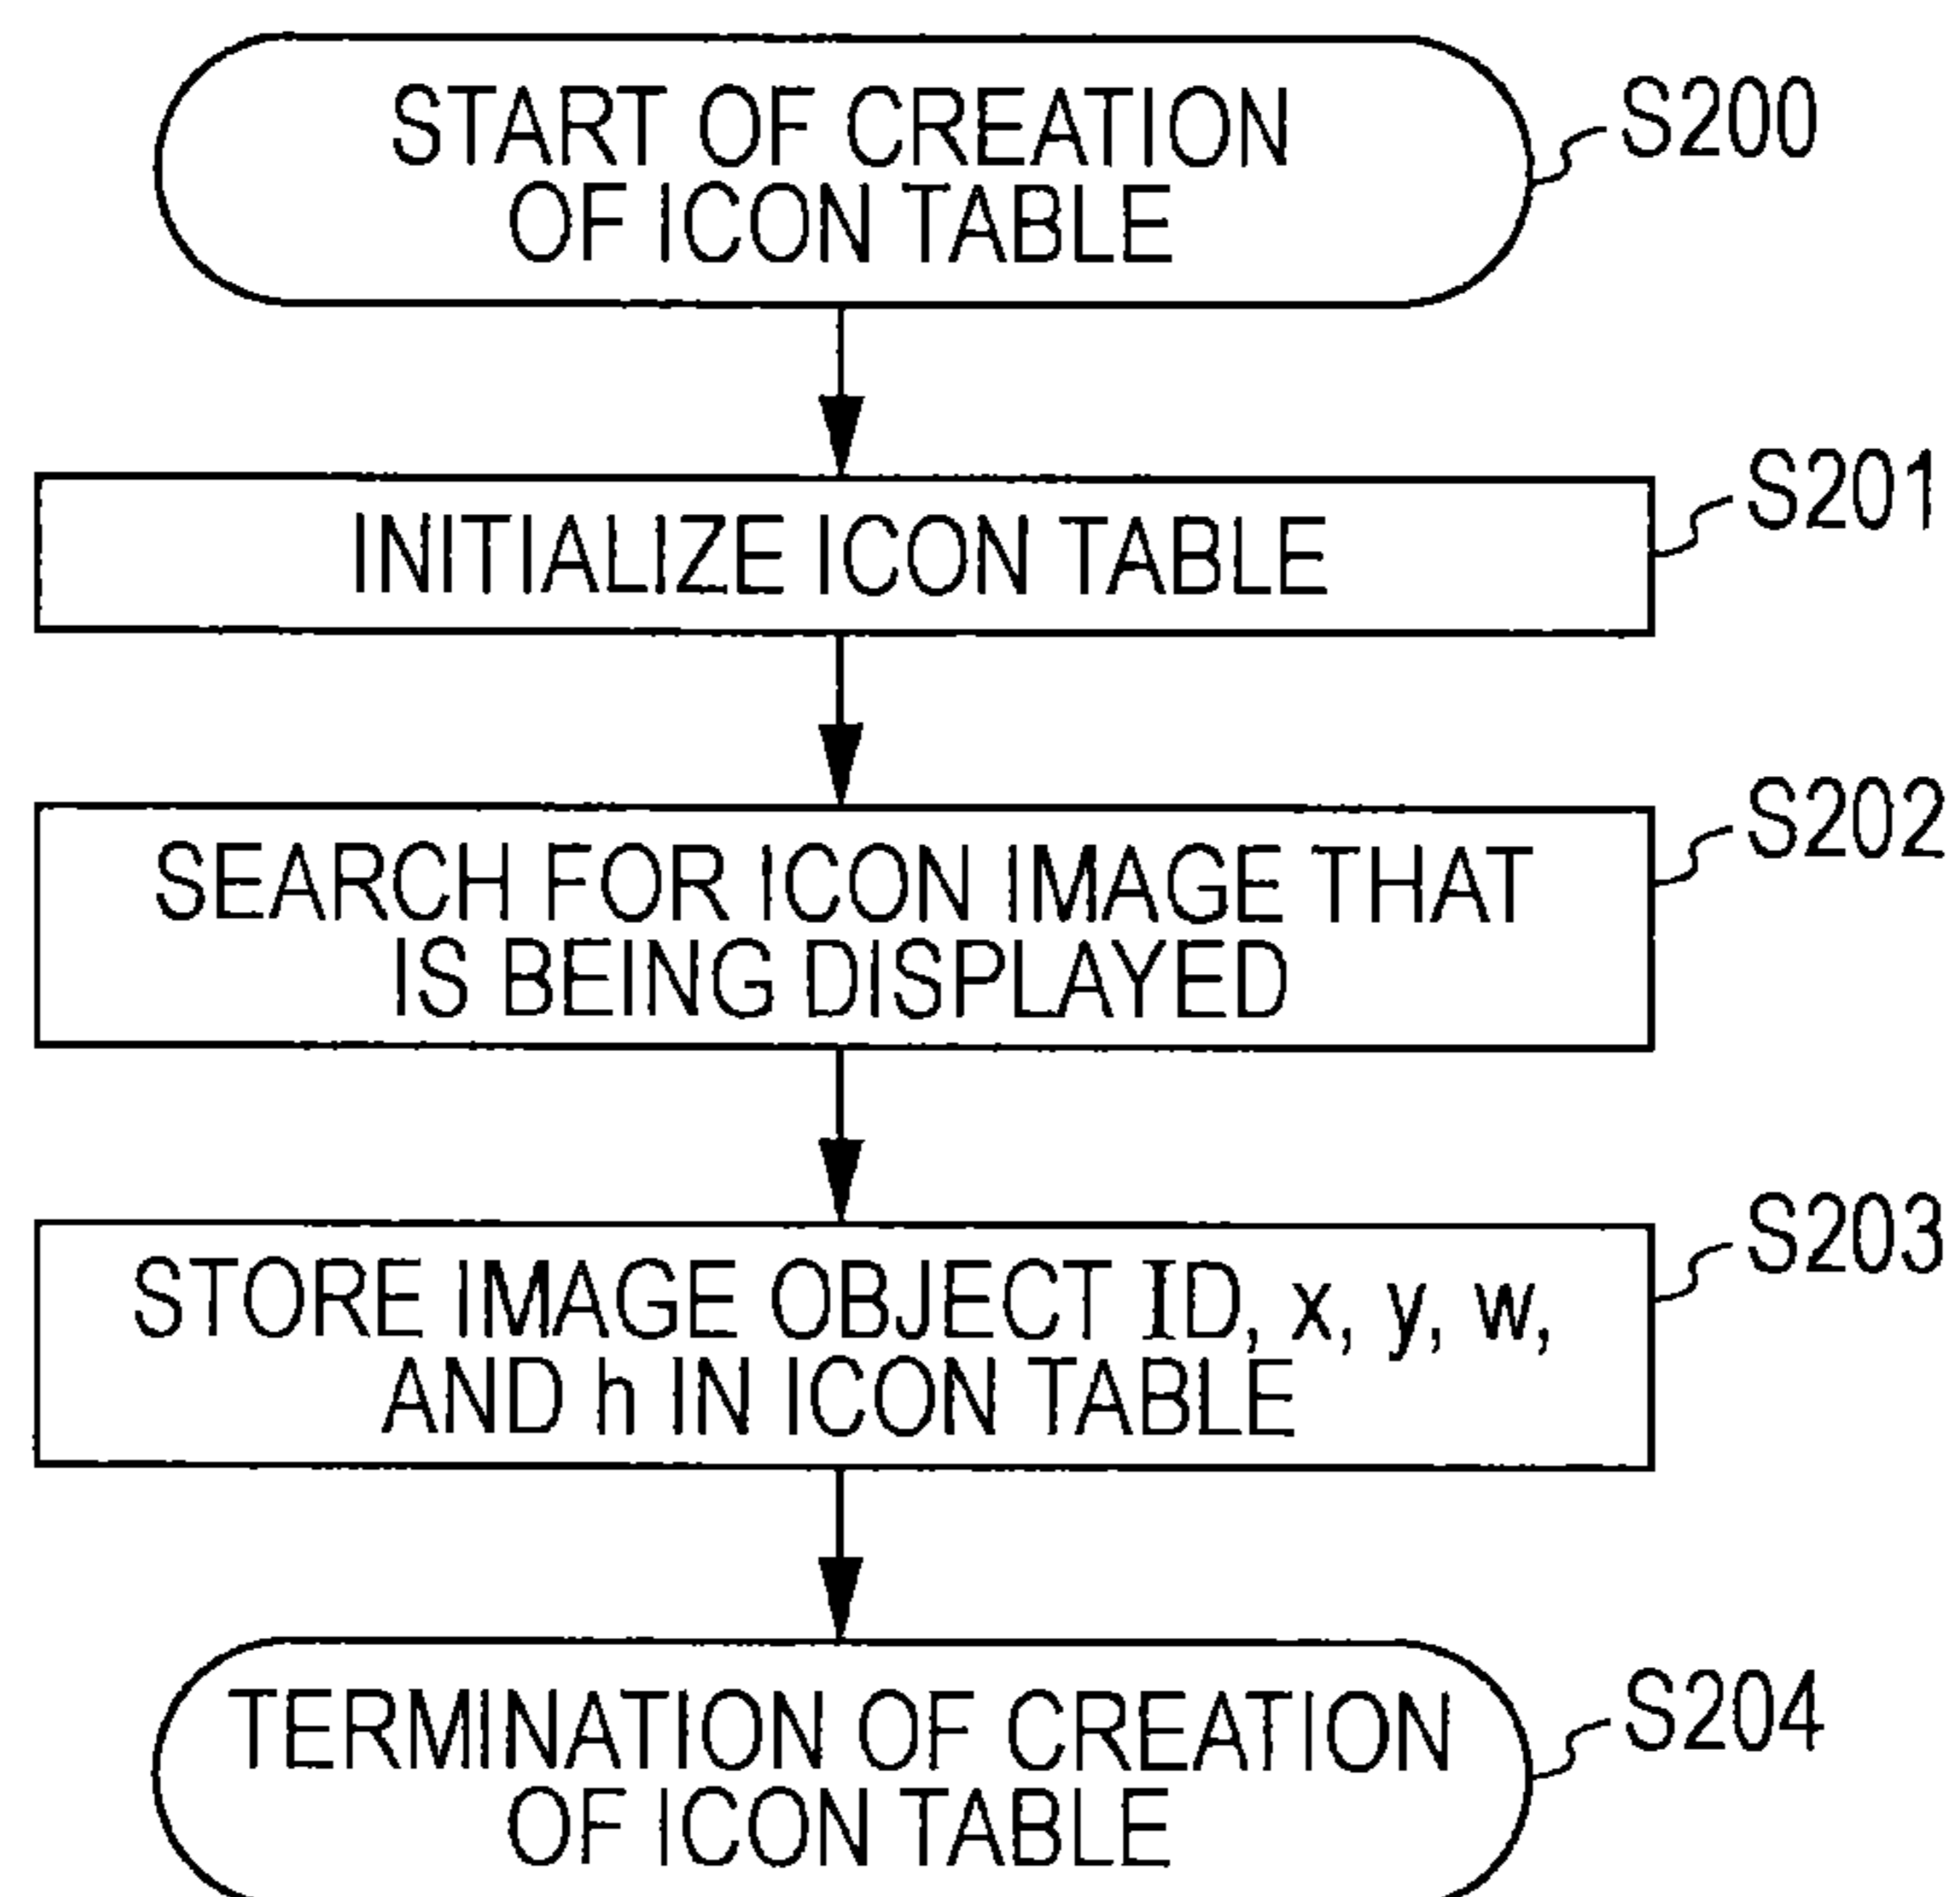 START OF CREATION
OF ICON TABLE
S200
INITIALIZE ICON TABLE
S201
SEARCH FOR ICON IMAGE THAT
IS BEING DISPLAYED
S202
STORE IMAGE OBJECT ID, x, y, w,
AND h IN ICON TABLE
S203
TERMINATION OF CREATION
OF ICON TABLE
S204